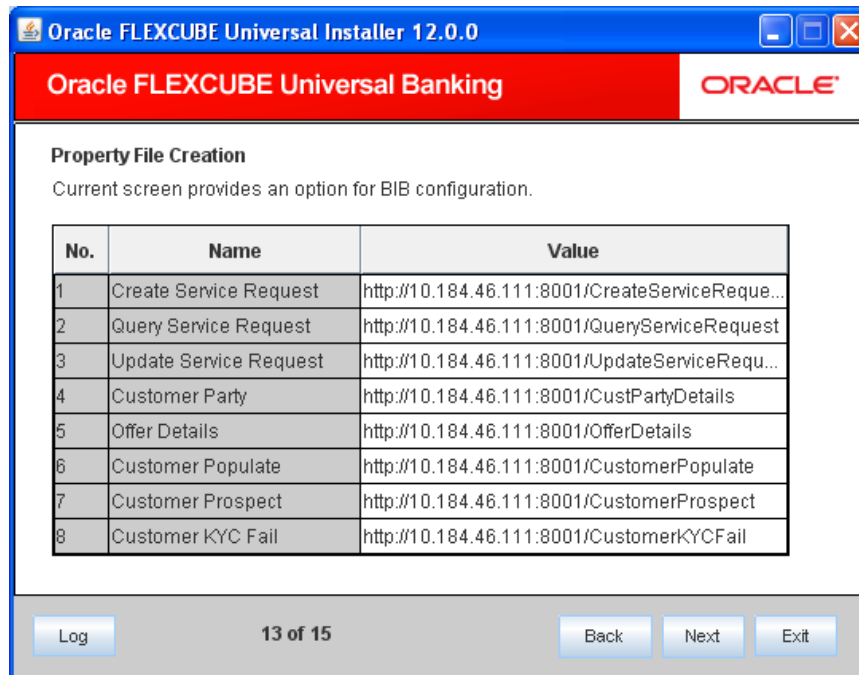 Oracle FLEXCUBE Universal Installer 12.0.0
Oracle FLEXCUBE Universal Banking
ORACLE
Property File Creation
Current screen provides an option for BIB configuration.
No. Name Value
1 Create Service Request http://10.184.46.111:8001/CreateServiceReque...
2 Query Service Request http://10.184.46.111:8001/QueryServiceRequest
3 Update Service Request http://10.184.46.111:8001/UpdateServiceRequ...
4 Customer Party http://10.184.46.111:8001/CustPartyDetails
5 Offer Details http://10.184.46.111:8001/OfferDetails
6 Customer Populate http://10.184.46.111:8001/CustomerPopulate
7 Customer Prospect http://10.184.46.111:8001/CustomerProspect
8 Customer KYC Fail http://10.184.46.111:8001/CustomerKYCFail
Log 13 of 15 Back Next Exit